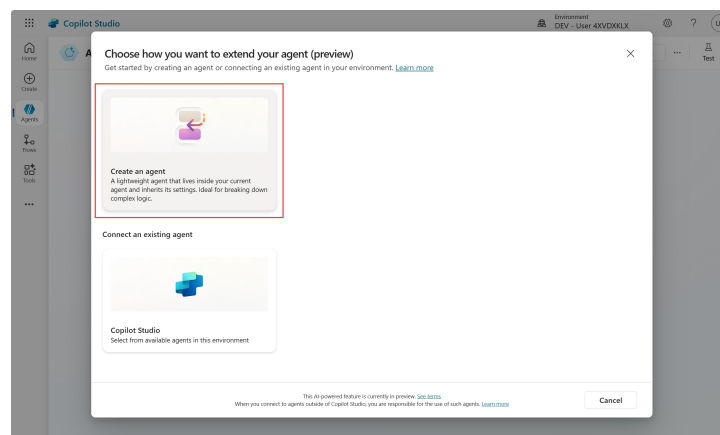 Copilot Studio
Environment
DEV - User 4XVDXKLX
Home
Create
Agents
Flows
Tools
Test
Choose how you want to extend your agent (preview)
Get started by creating an agent or connecting an existing agent in your environment. Learn more
Create an agent
A lightweight agent that lives inside your current
agent and inherits its settings. Ideal for breaking down
complex logic.
Connect an existing agent
Copilot Studio
Select from available agents in this environment
This AI-powered feature is currently in preview. See terms
When you connect to agents outside of Copilot Studio, you are responsible for the use of such agents. Learn more
Cancel